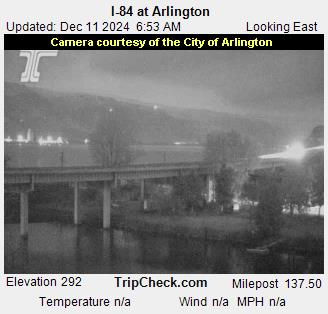 I-84 at Arlington
Updated: Dec 11 2024 6:53 AM Looking East
Camera courtesy of the City of Arlington
Elevation 292 TripCheck.com Milepost 137.50
Temperature n/a Wind n/a MPH n/a